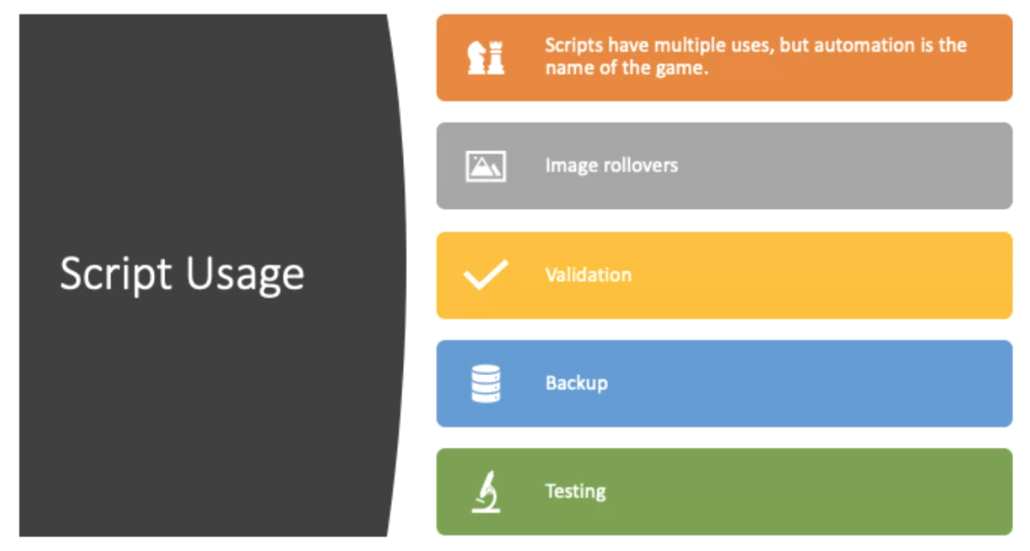 Script Usage
Scripts have multiple uses, but automation is the
name of the game.
Image rollovers
Validation
Backup
Testing